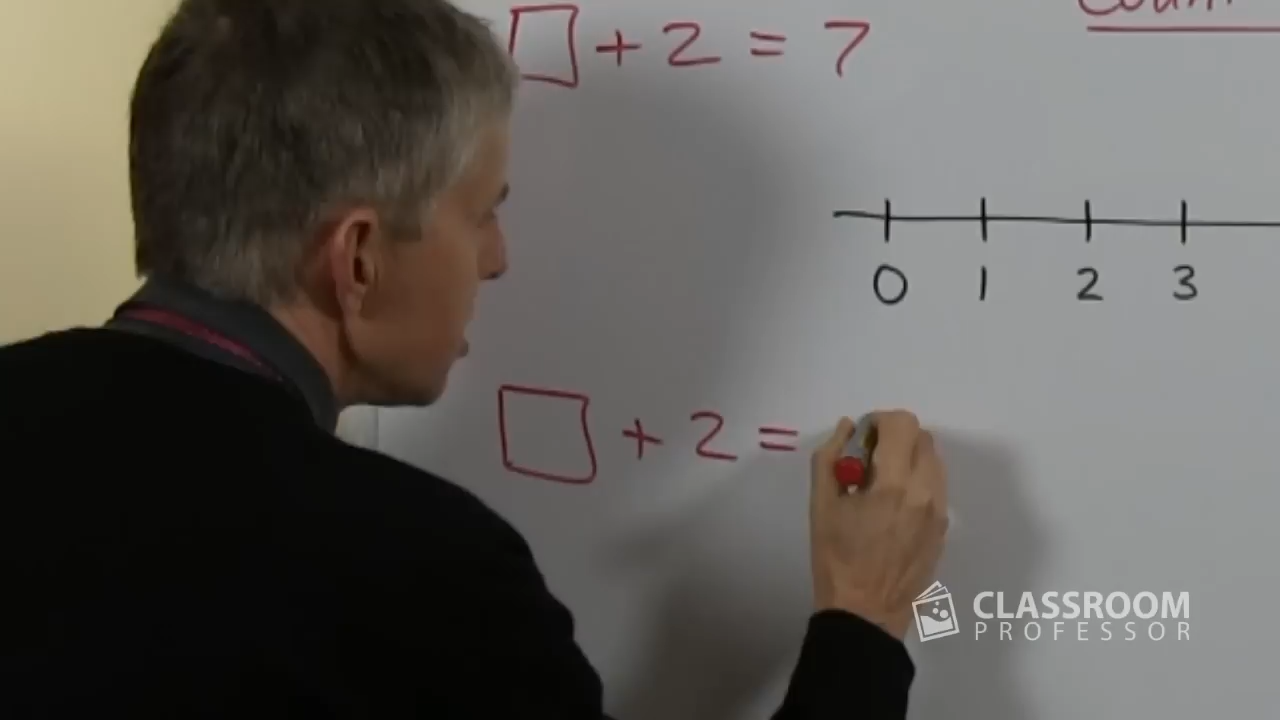 □ + 2 = 7
0 1 2 3
□ + 2 =
CLASSROOM
PROFESSOR